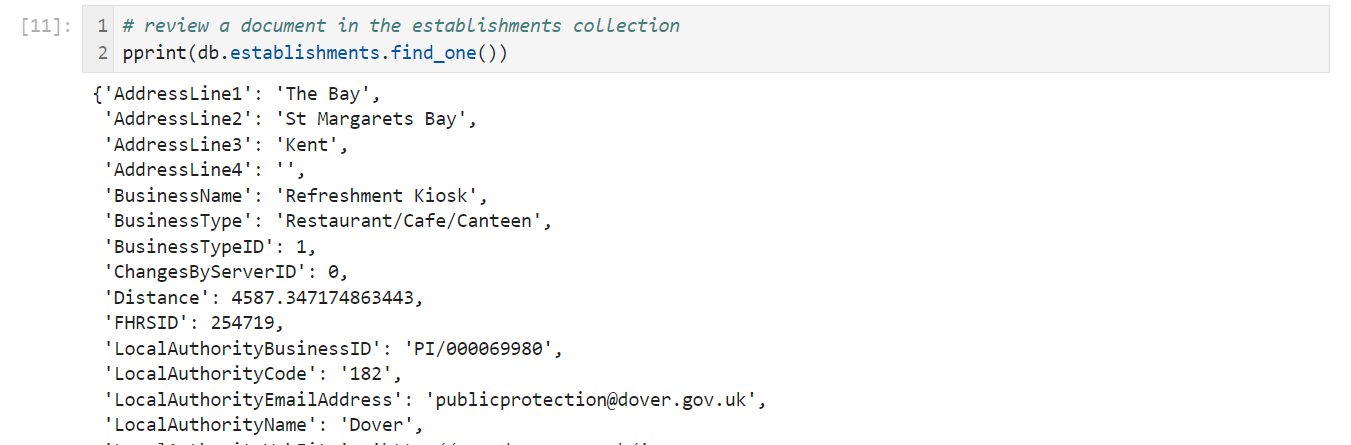 [11]: 1 # review a document in the establishments collection
2 pprint(db.establishments.find_one())
{'AddressLine1': 'The Bay',
'AddressLine2': 'St Margarets Bay',
'AddressLine3': 'Kent',
'AddressLine4': '',
'BusinessName': 'Refreshment Kiosk',
'BusinessType': 'Restaurant/Cafe/Canteen',
'BusinessTypeID': 1,
'ChangesByServerID': 0,
'Distance': 4587.347174863443,
'FHRSID': 254719,
'LocalAuthorityBusinessID': 'PI/000069980',
'LocalAuthorityCode': '182',
'LocalAuthorityEmailAddress': 'publicprotection@dover.gov.uk',
'LocalAuthorityName': 'Dover',